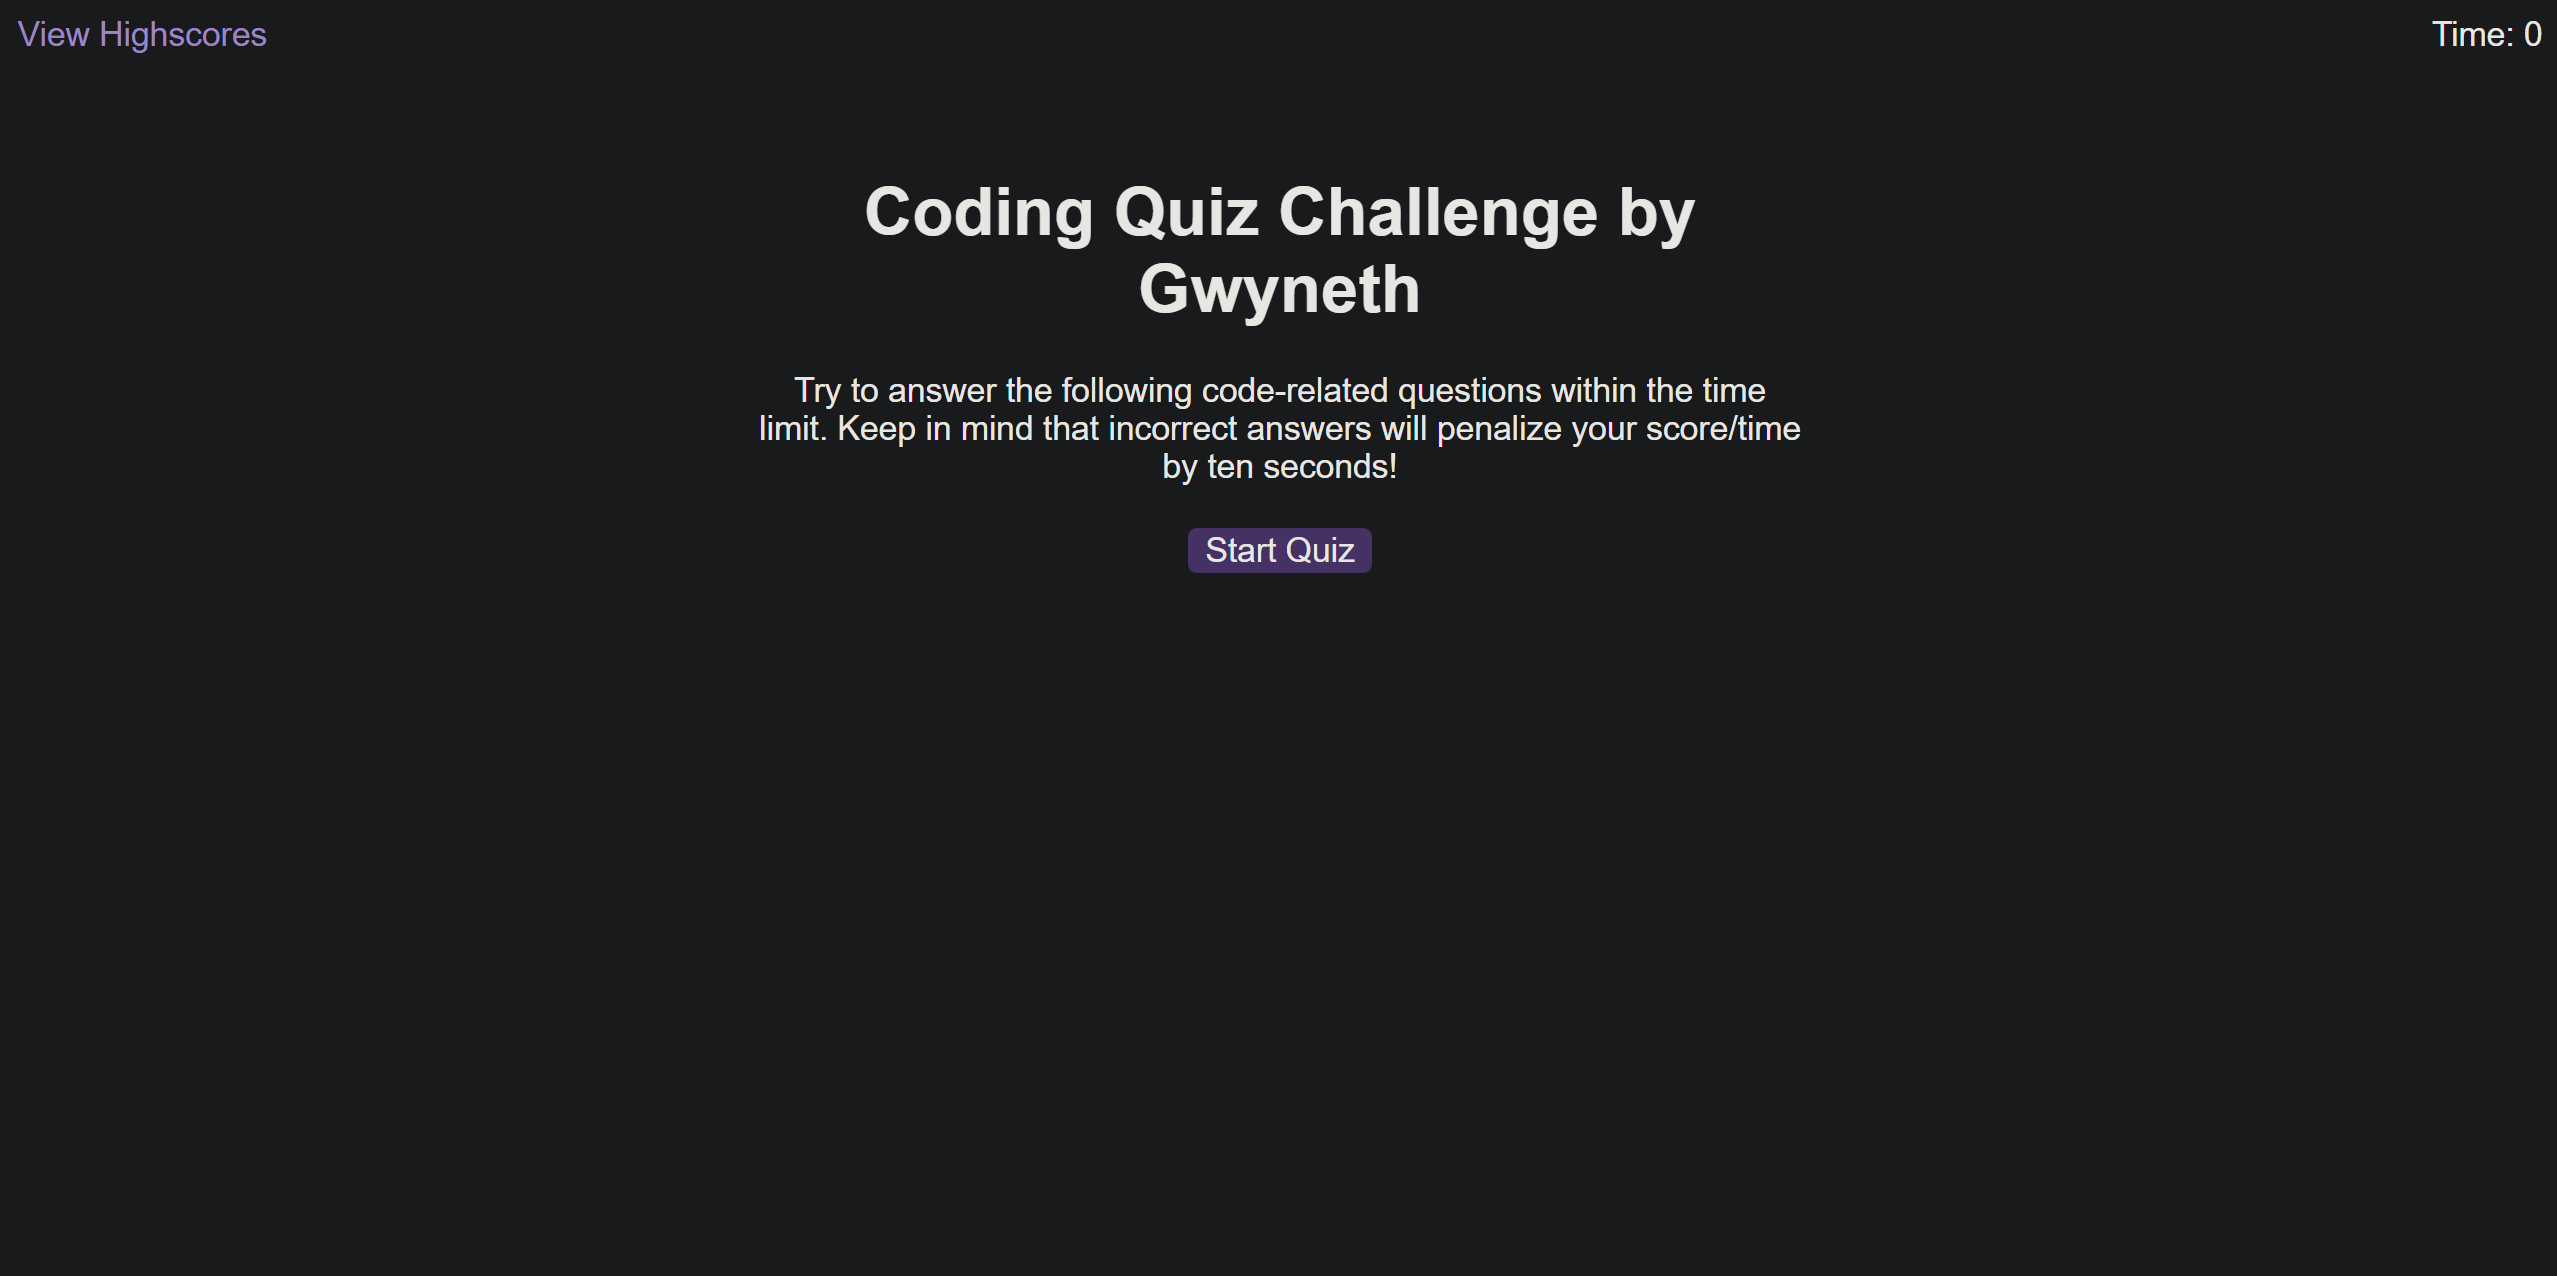 View Highscores
Time: 0
Coding Quiz Challenge by
Gwyneth
Try to answer the following code-related questions within the time
limit. Keep in mind that incorrect answers will penalize your score/time
by ten seconds!
Start Quiz